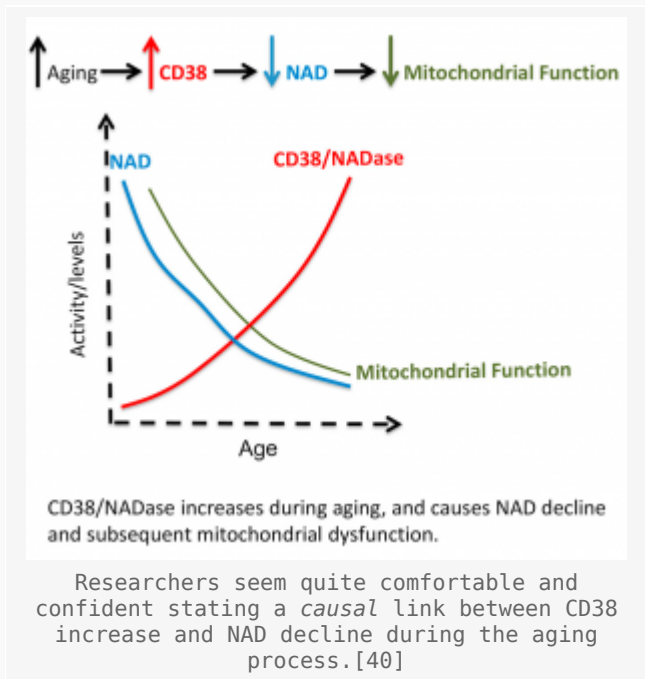 Aging CD38 NAD Mitochondrial Function
NAD
CD38/NADase
Activity/levels
Mitochondrial Function
Age
CD38/NADase increases during aging, and causes NAD decline
and subsequent mitochondrial dysfunction.
Researchers seem quite comfortable and
confident stating a causal link between CD38
increase and NAD decline during the aging
process.[40]